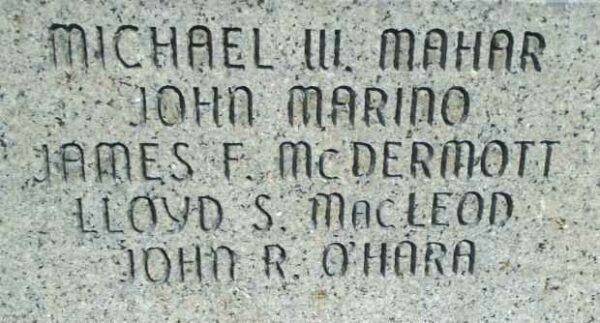 MICHAEL W. MAHAR
JOHN MARINO
JAMES F. McDERMOTT
LLOYD S. MacLEOD
JOHN R. O'HARA